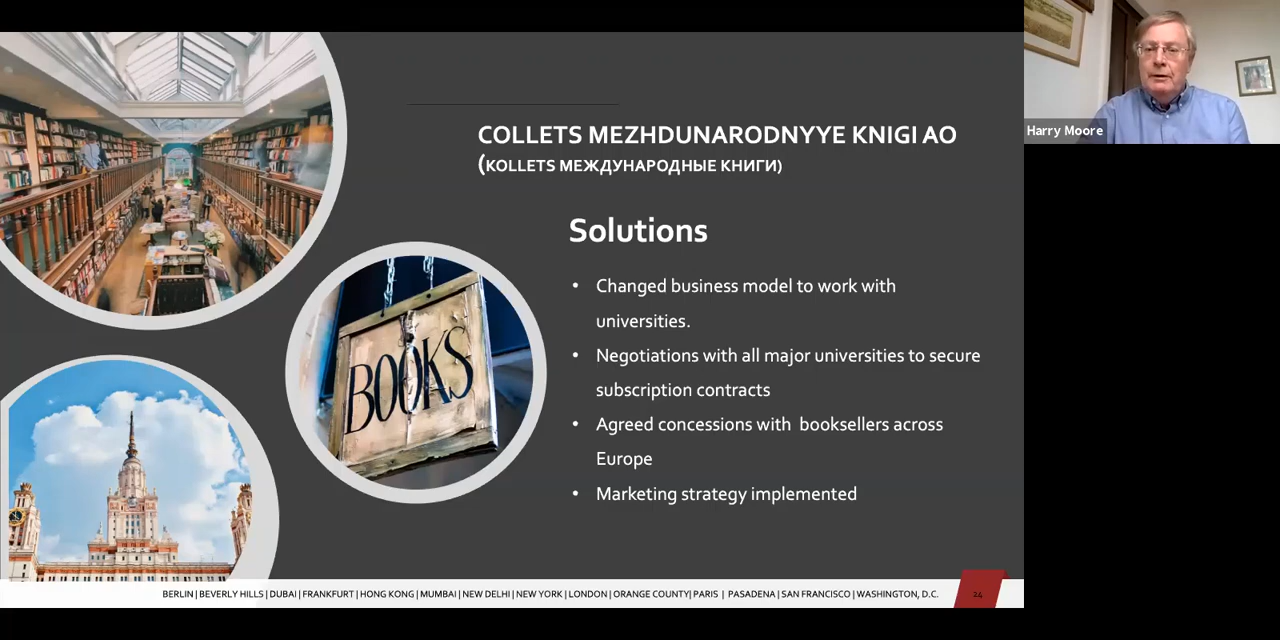 COLLETS MEZHDUNARODNYYE KNIGI AO
(KOLLETS МЕЖДУНАРОДНЫЕ КНИГИ)
Solutions
• Changed business model to work with
universities.
• Negotiations with all major universities to secure
subscription contracts
• Agreed concessions with booksellers across
Europe
• Marketing strategy implemented
BOOKS
BERLIN | BEVERLY HILLS | DUBAI | FRANKFURT | HONG KONG | MUMBAI | NEW DELHI | NEW YORK | LONDON | ORANGE COUNTY| PARIS | PASADENA | SAN FRANCISCO | WASHINGTON, D.C.
24
Harry Moore